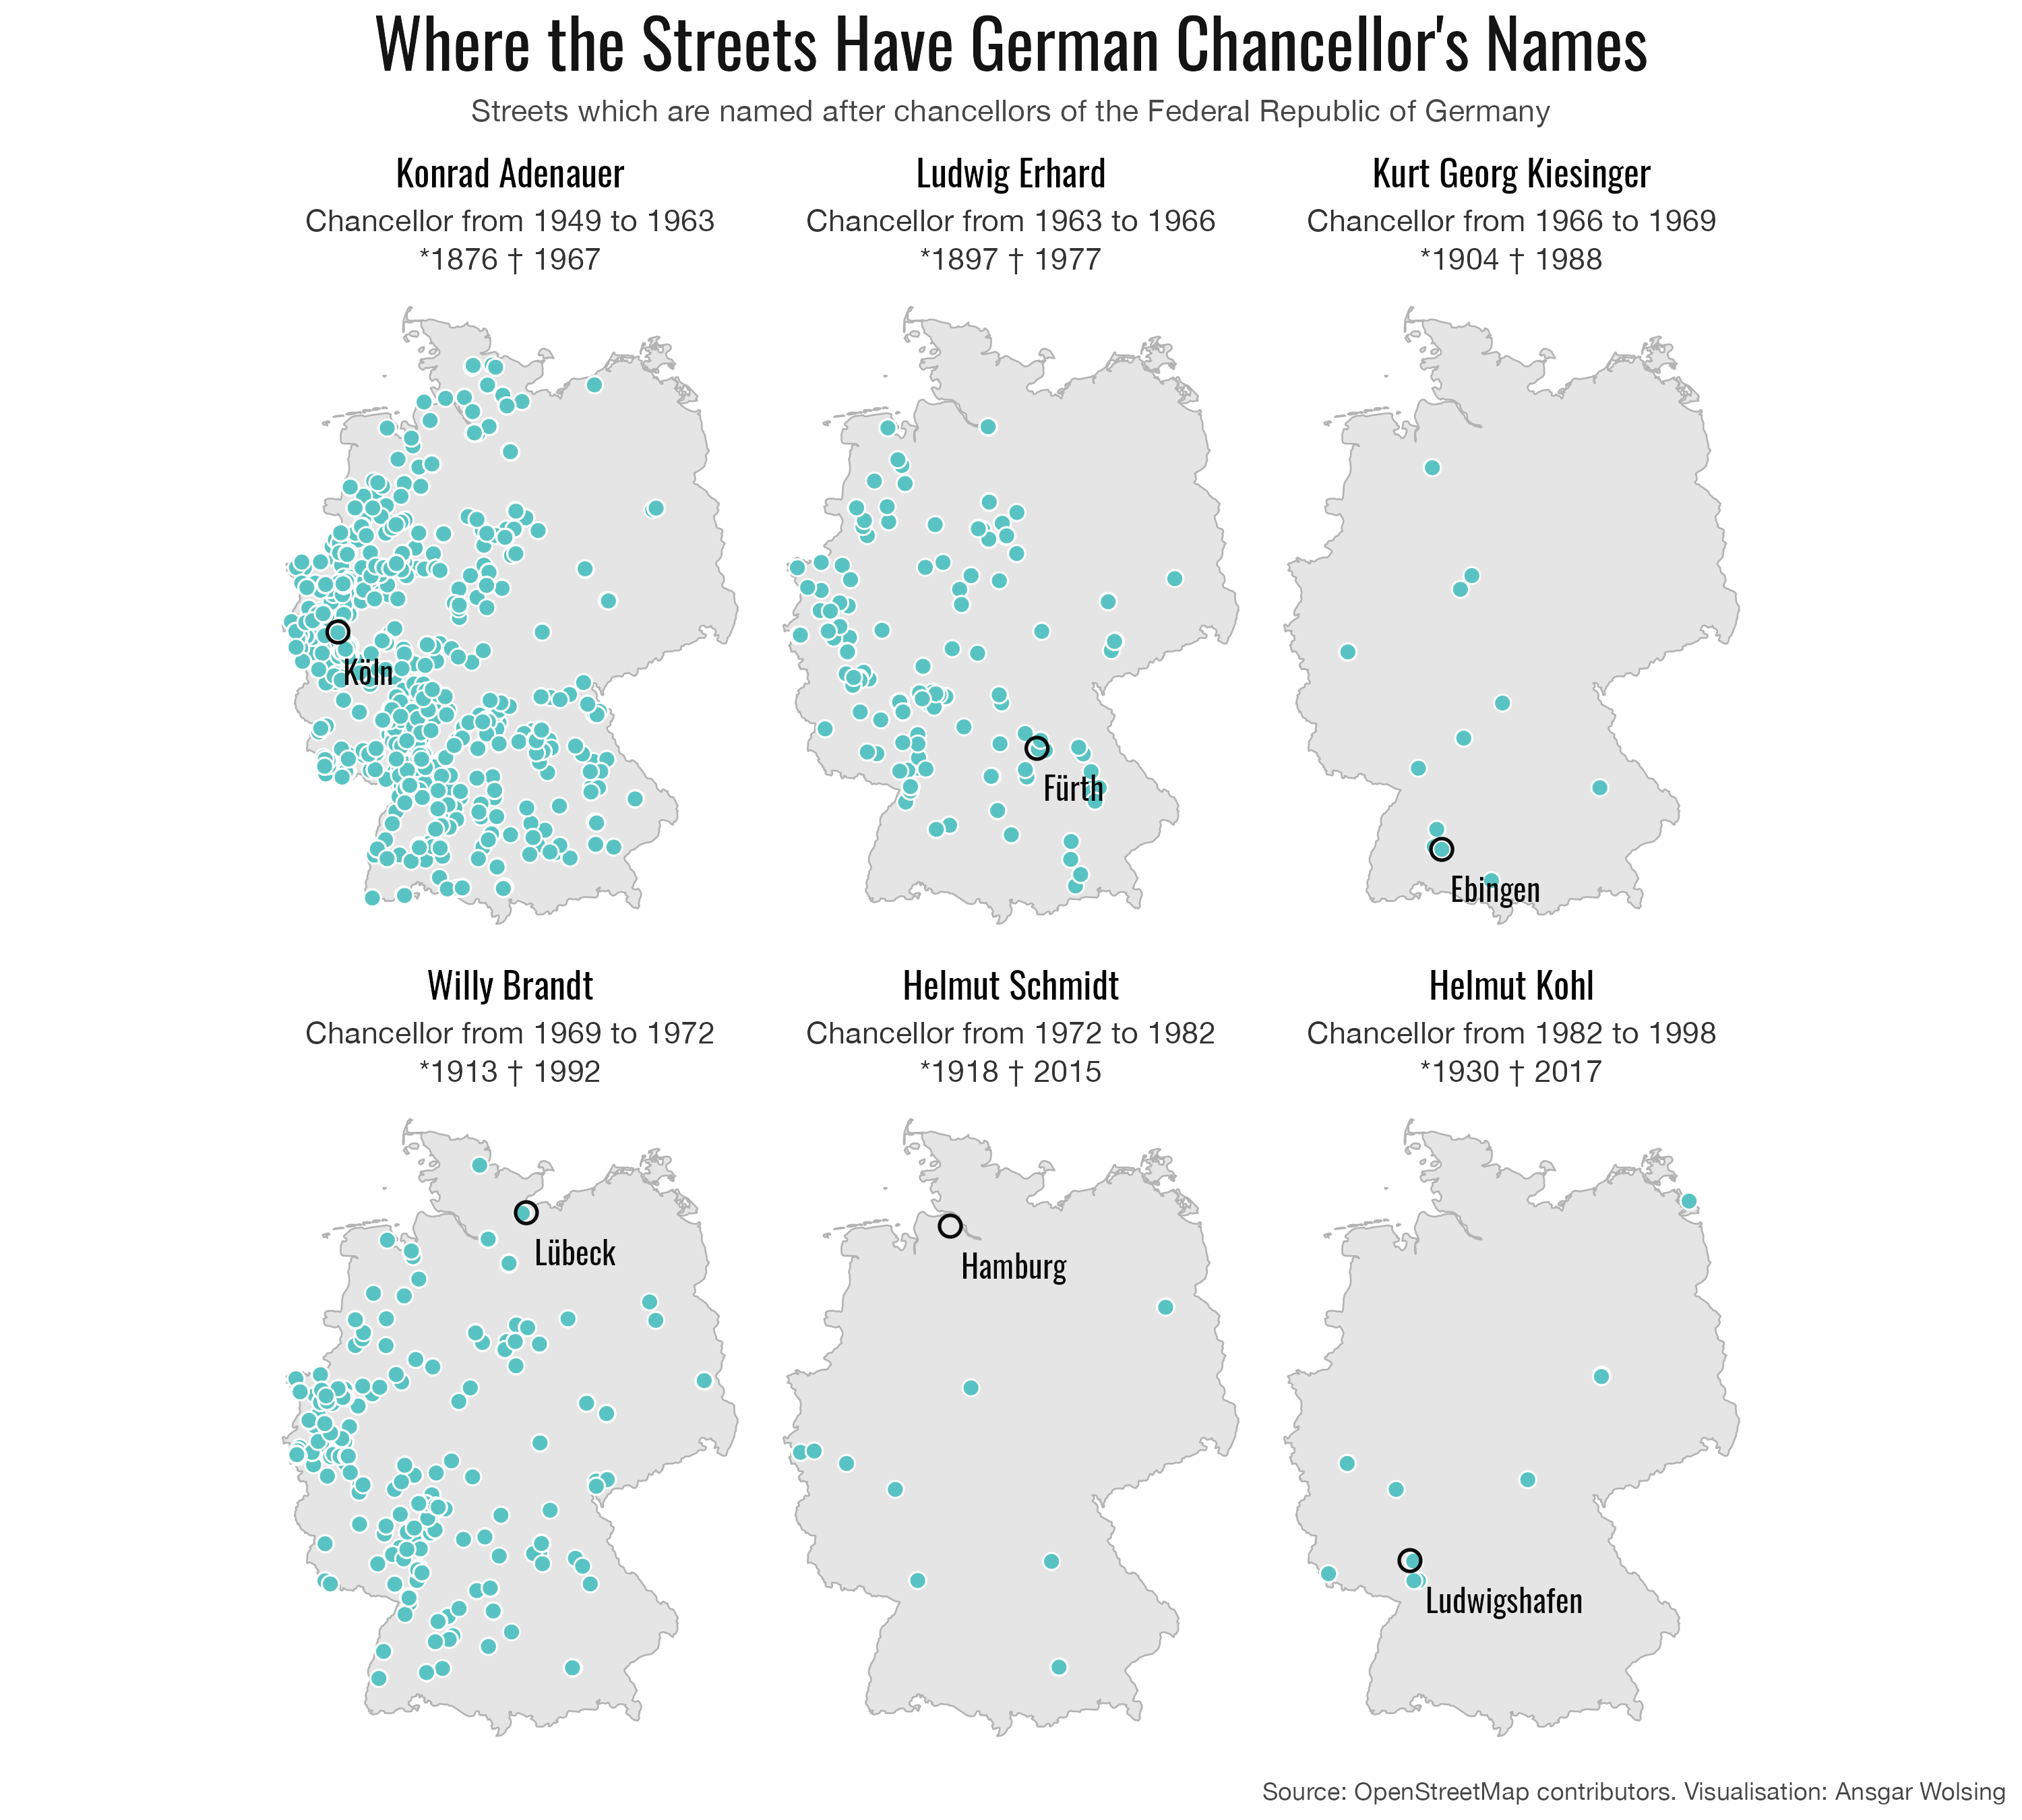 Where the Streets Have German Chancellor's Names
Streets which are named after chancellors of the Federal Republic of Germany
Konrad Adenauer
Chancellor from 1949 to 1963
*1876 † 1967
Köln
Ludwig Erhard
Chancellor from 1963 to 1966
*1897 † 1977
Fürth
Kurt Georg Kiesinger
Chancellor from 1966 to 1969
*1904 † 1988
Ebingen
Willy Brandt
Chancellor from 1969 to 1972
*1913 † 1992
Lübeck
Helmut Schmidt
Chancellor from 1972 to 1982
*1918 † 2015
Hamburg
Helmut Kohl
Chancellor from 1982 to 1998
*1930 † 2017
Ludwigshafen
Source: OpenStreetMap contributors. Visualisation: Ansgar Wolsing